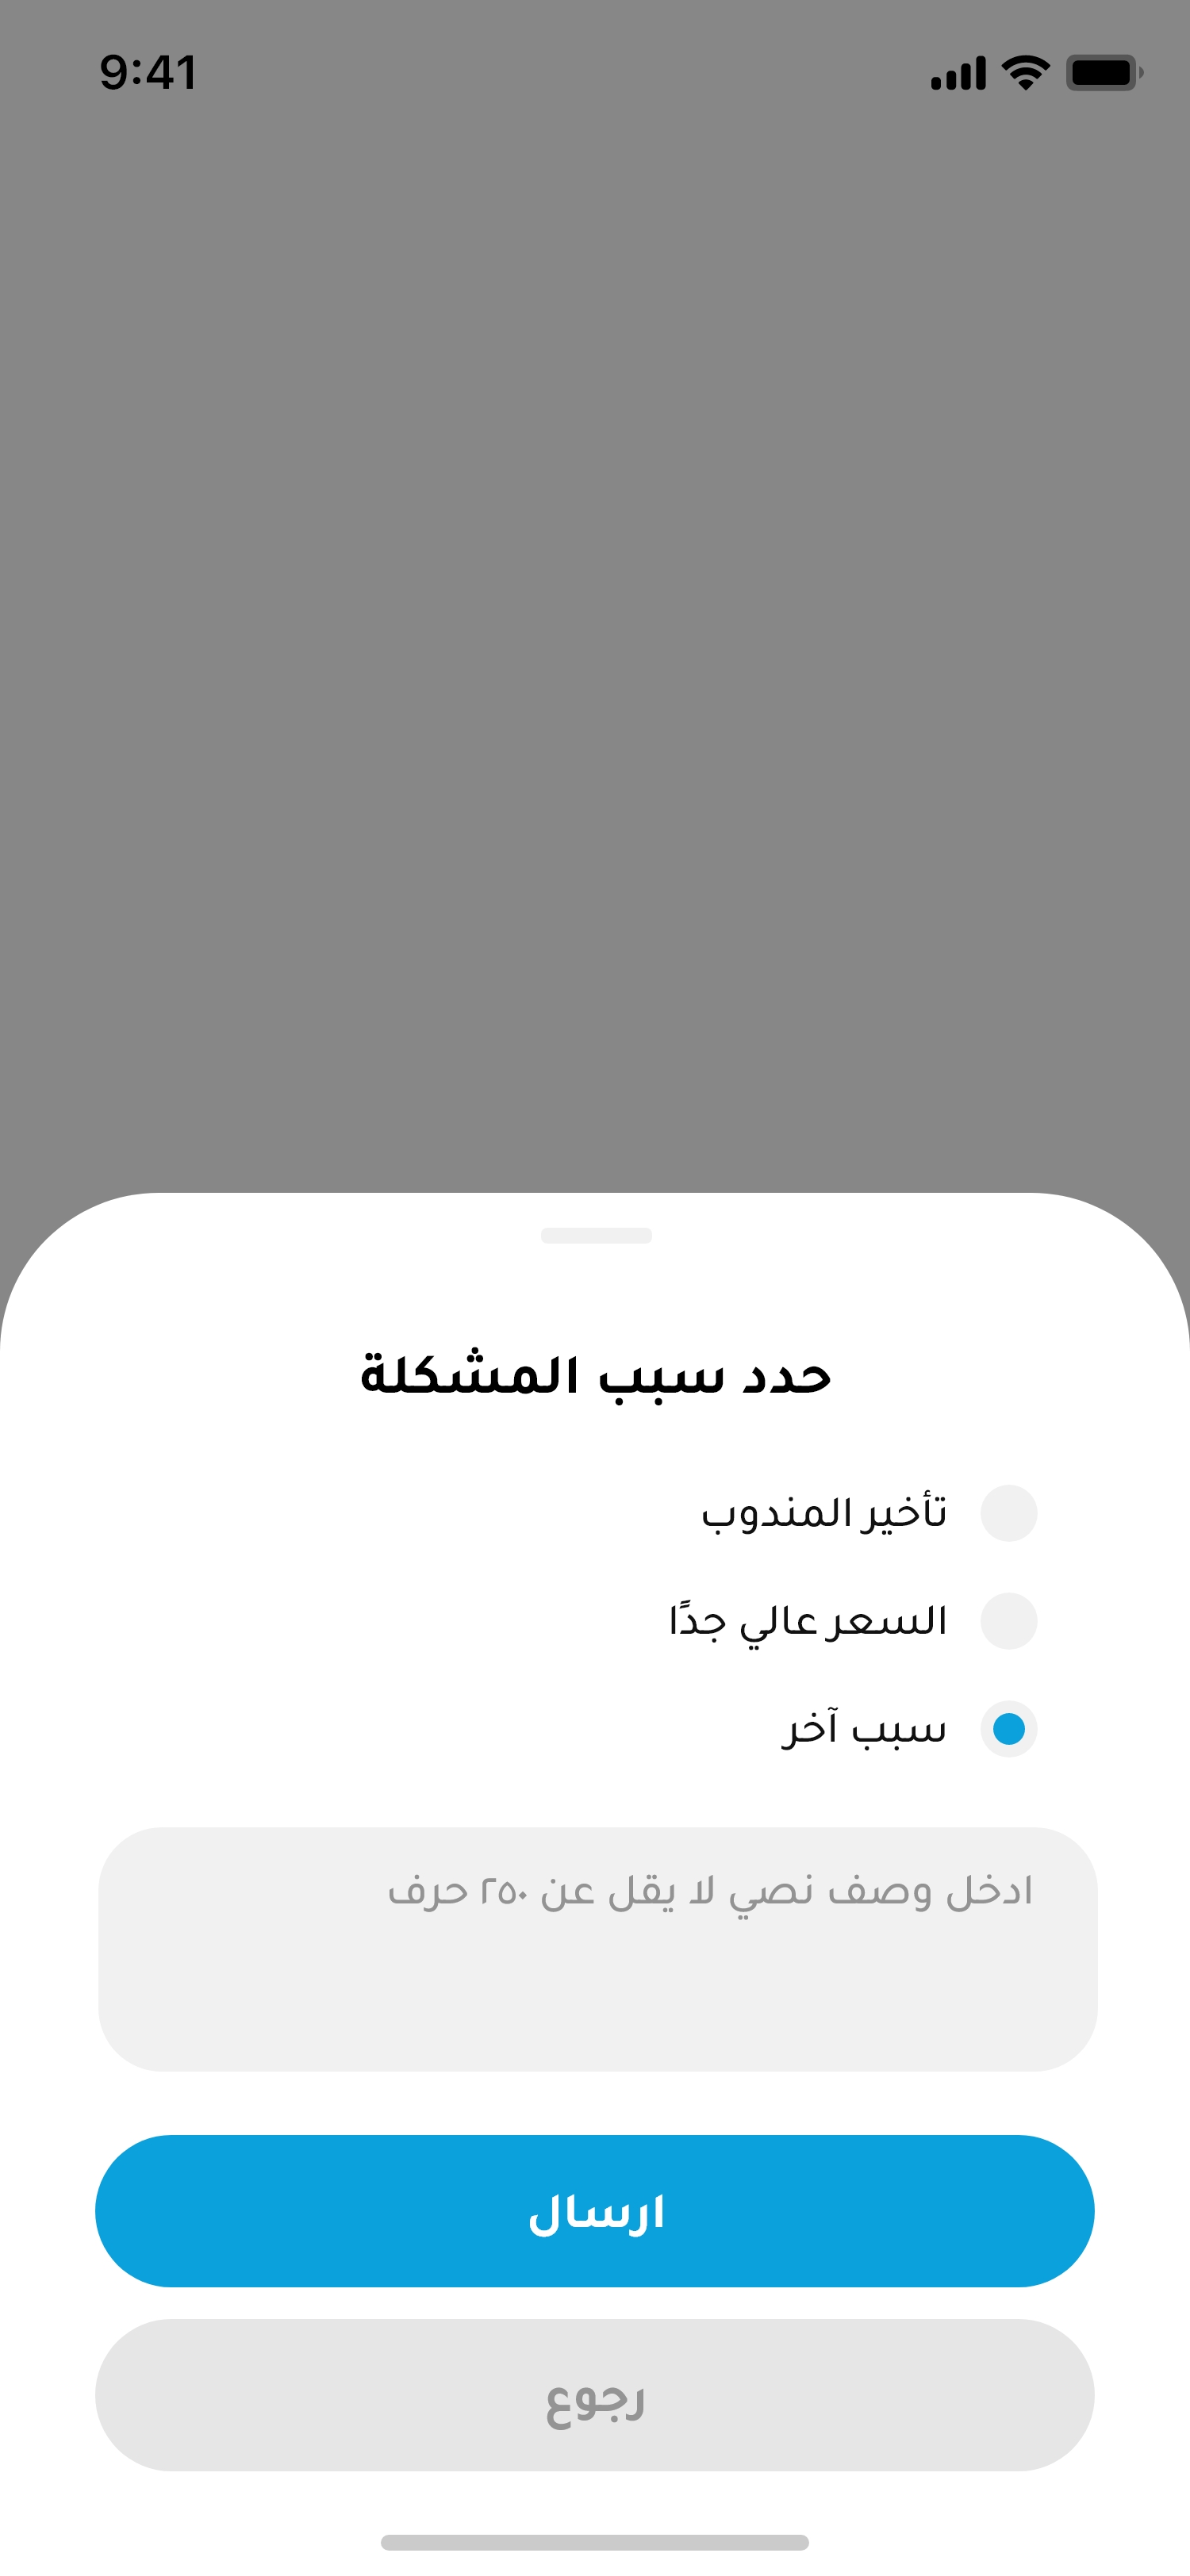 9:41
حدد سبب المشكلة
تأخير المندوب
السعر عالي جدًا
سبب آخر
ادخل وصف نصي لا يقل عن ٢٥٠ حرف
ارسال
رجوع